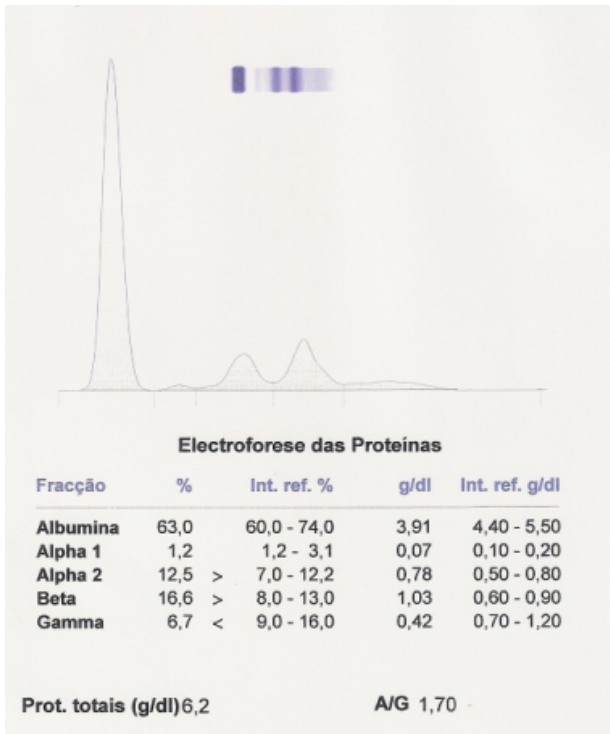 Electroforese das Proteínas
Fracção % Int. ref. % g/dl Int. ref. g/dl
Albumina 63,0 60,0 - 74,0 3,91 4,40 - 5,50
Alpha 1 1,2 1,2 - 3,1 0,07 0,10 - 0,20
Alpha 2 12,5 > 7,0 - 12,2 0,78 0,50 - 0,80
Beta 16,6 > 8,0 - 13,0 1,03 0,60 - 0,90
Gamma 6,7 < 9,0 - 16,0 0,42 0,70 - 1,20
Prot. totais (g/dl) 6,2 A/G 1,70